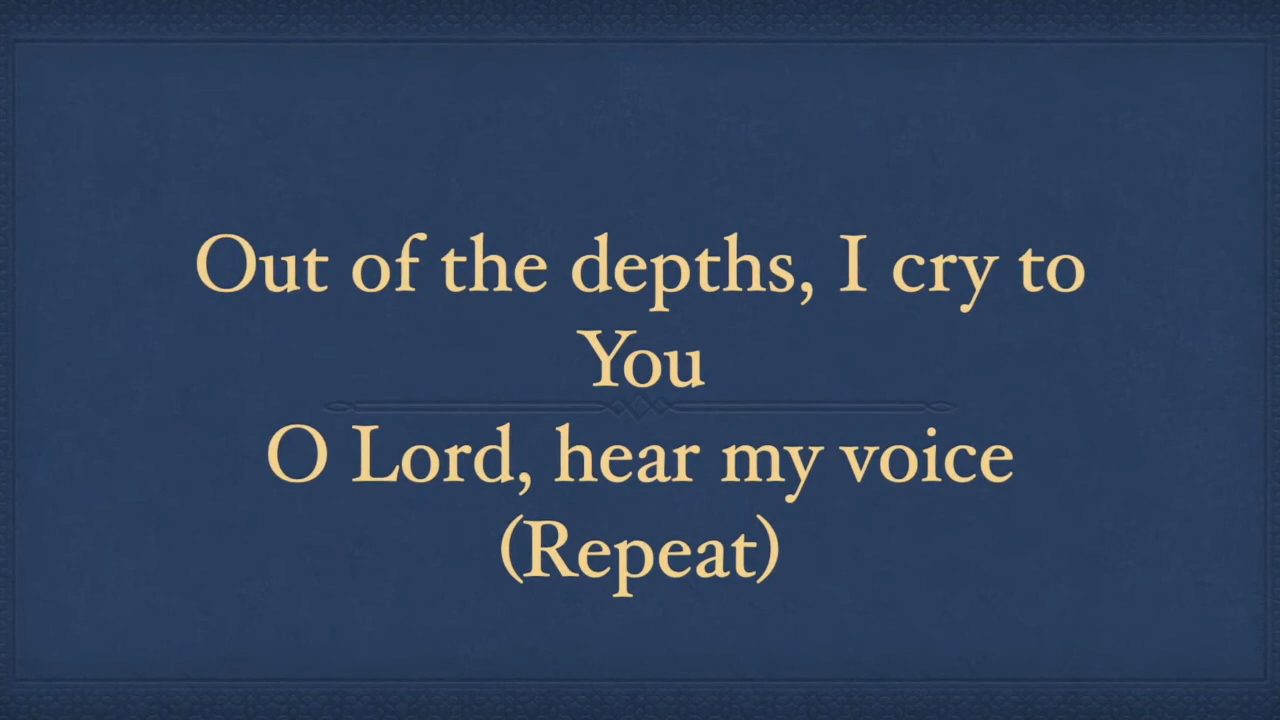 Out of the depths, I cry to
You
O Lord, hear my voice
(Repeat)